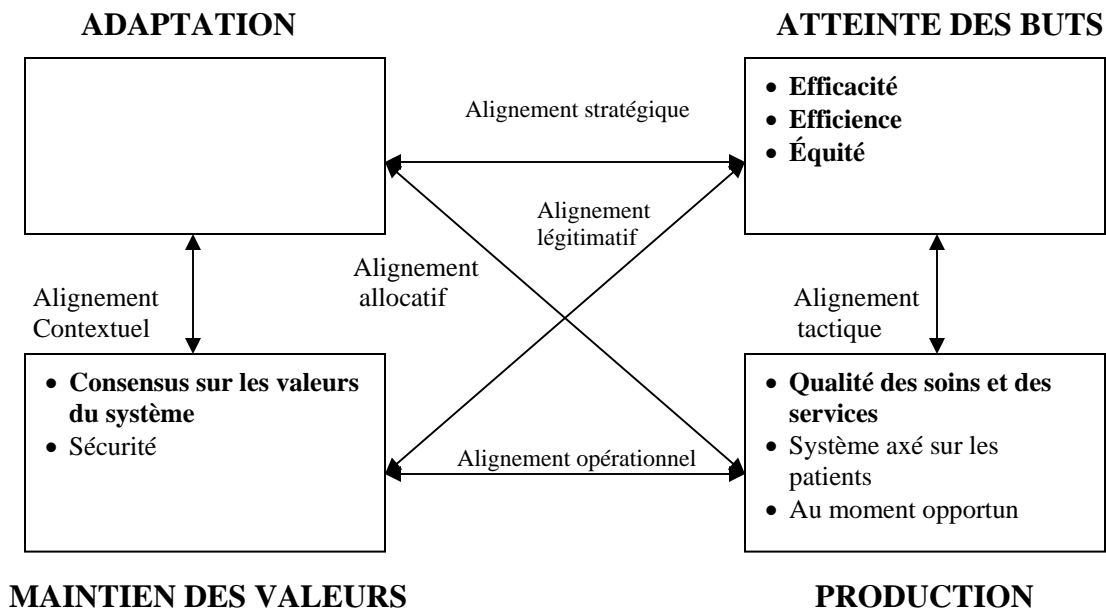 ADAPTATION
ATTEINTE DES BUTS
• Efficacité
• Efficience
• Équité
Alignement stratégique
Alignement
légitimatif
Alignement
allocatif
Alignement
Contextuel
Alignement
tactique
• Consensus sur les valeurs
du système
• Sécurité
Alignement opérationnel
• Qualité des soins et des
services
• Système axé sur les
patients
• Au moment opportun
MAINTIEN DES VALEURS
PRODUCTION